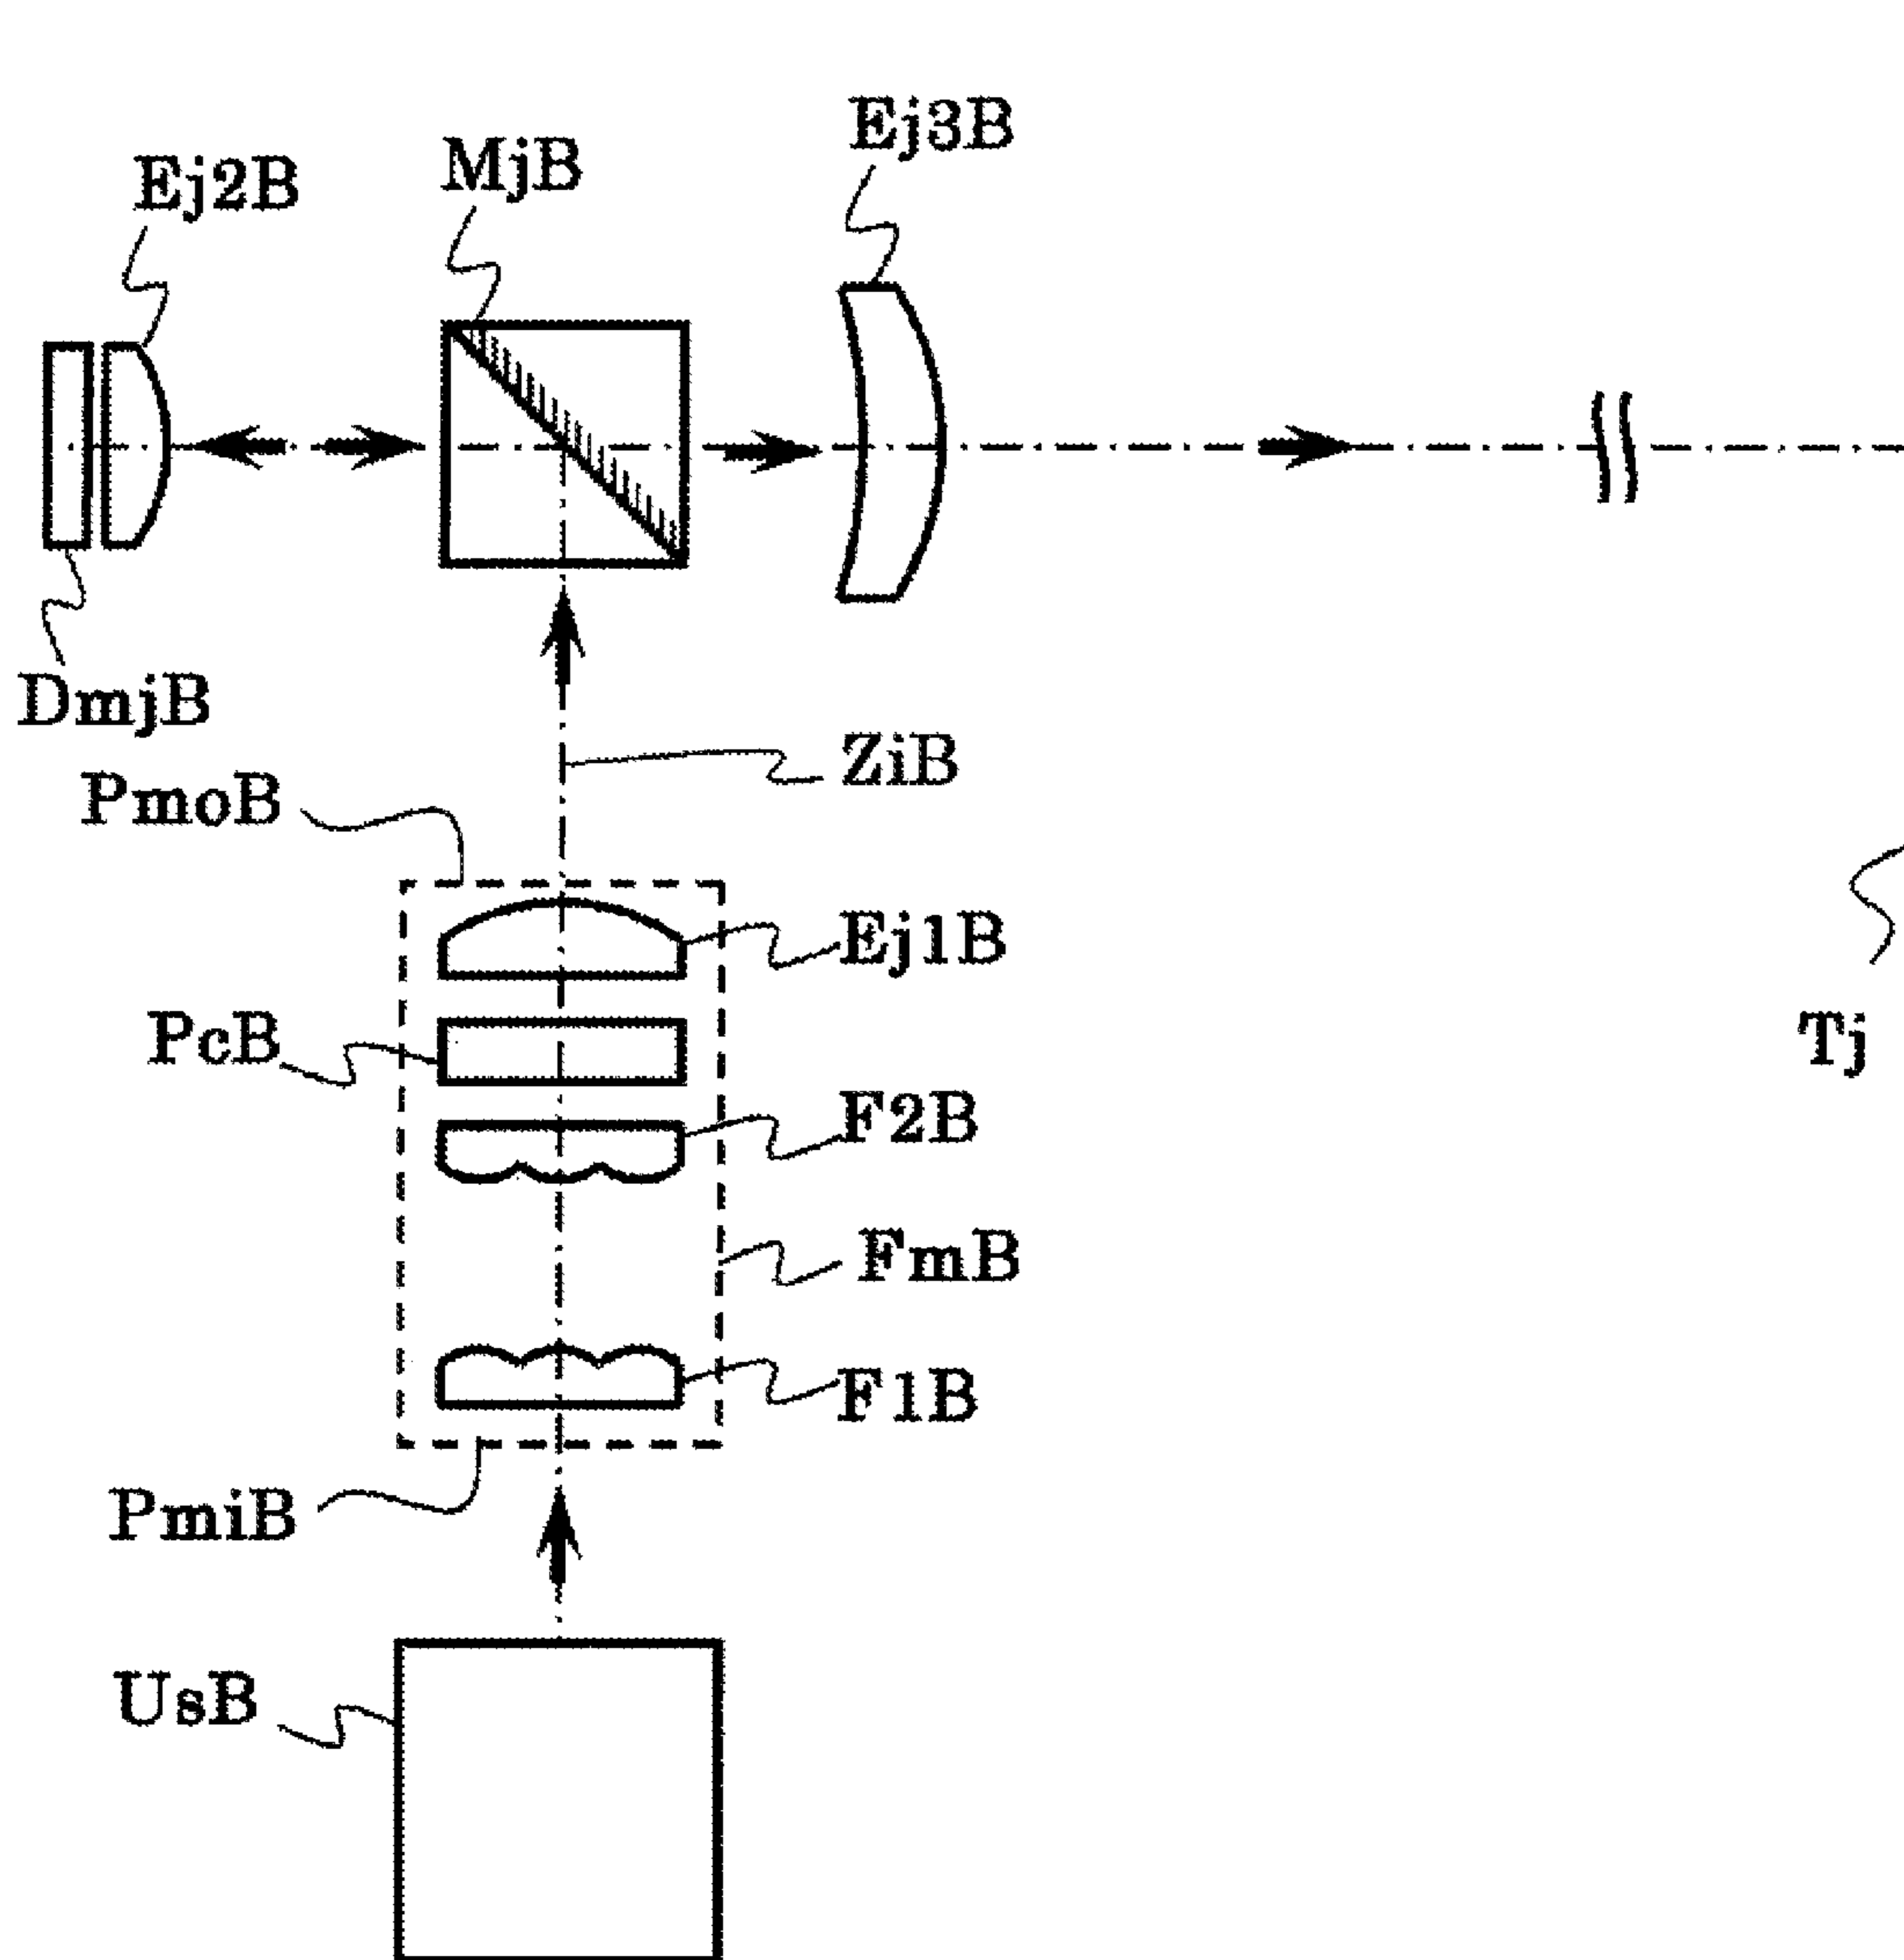 Ej3B
MjB
Ej2B
DmjB
ZiB
PmoB
Ej1B
PcB
Tj
F2B
FmB
F1B
PmiB
UsB